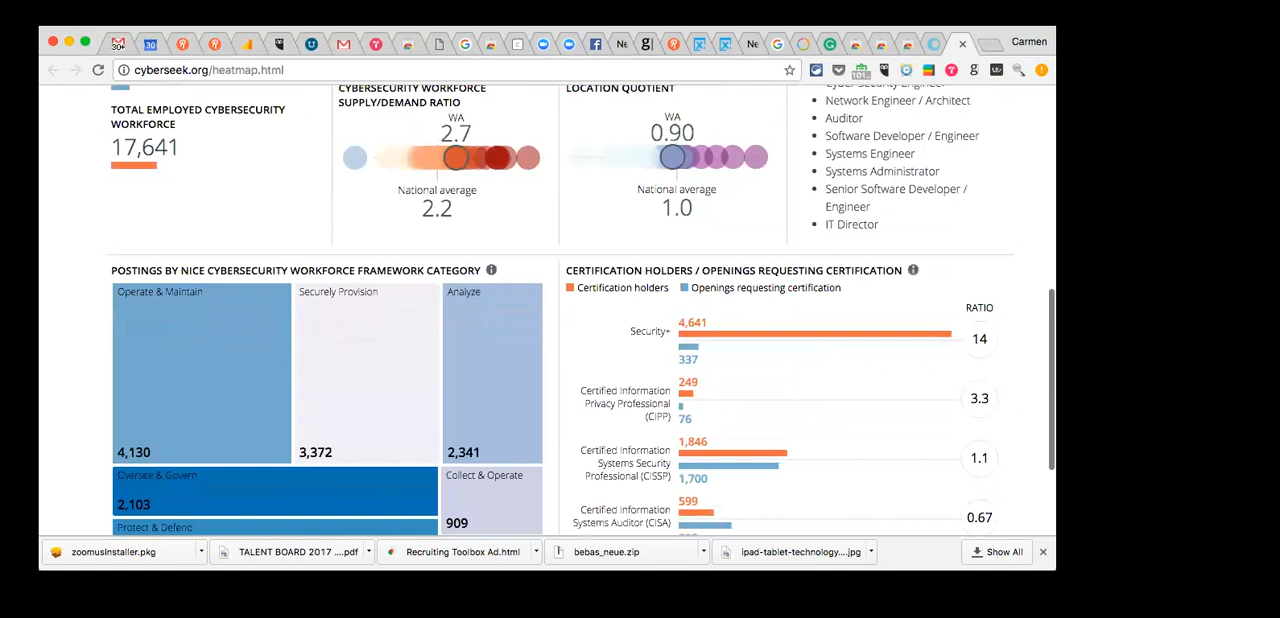 30+
30
Carmen
cyberseek.org/heatmap.html
TOTAL EMPLOYED CYBERSECURITY
WORKFORCE
17,641
CYBERSECURITY WORKFORCE
SUPPLY/DEMAND RATIO
WA
2.7
National average
2.2
LOCATION QUOTIENT
WA
0.90
National average
1.0
Cyber Security Engineer
• Network Engineer / Architect
• Auditor
• Software Developer / Engineer
• Systems Engineer
• Systems Administrator
• Senior Software Developer /
Engineer
• IT Director
POSTINGS BY NICE CYBERSECURITY WORKFORCE FRAMEWORK CATEGORY
Operate & Maintain
4,130
Securely Provision
3,372
Analyze
2,341
Oversee & Govern
2,103
Collect & Operate
909
Protect & Defend
CERTIFICATION HOLDERS / OPENINGS REQUESTING CERTIFICATION
Certification holders
Openings requesting certification
RATIO
Security+
4,641
337
14
Certified Information
Privacy Professional
(CIPP)
249
76
3.3
Certified Information
Systems Security
Professional (CISSP)
1,846
1,700
1.1
Certified Information
Systems Auditor (CISA)
599
0.67
zoomusInstaller.pkg
TALENT BOARD 2017 ....pdf
Recruiting Toolbox Ad.html
bebas_neue.zip
ipad-tablet-technology....jpg
Show All